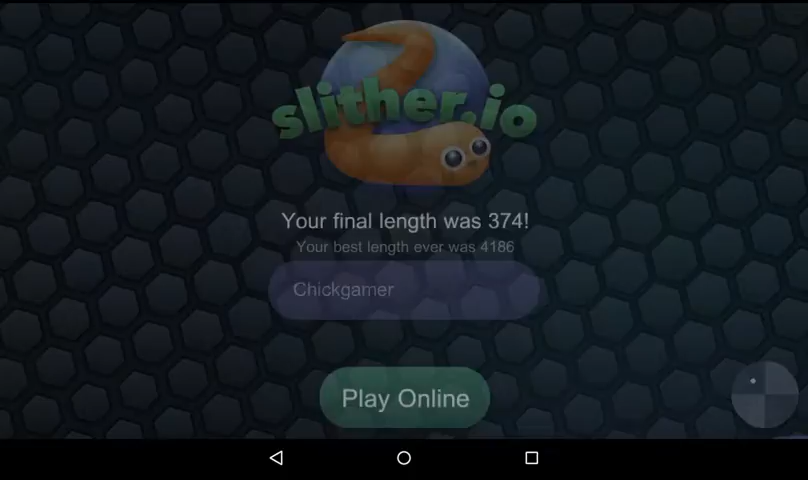 slither.io
Your final length was 374!
Your best length ever was 4186
Chickgamer
Play Online